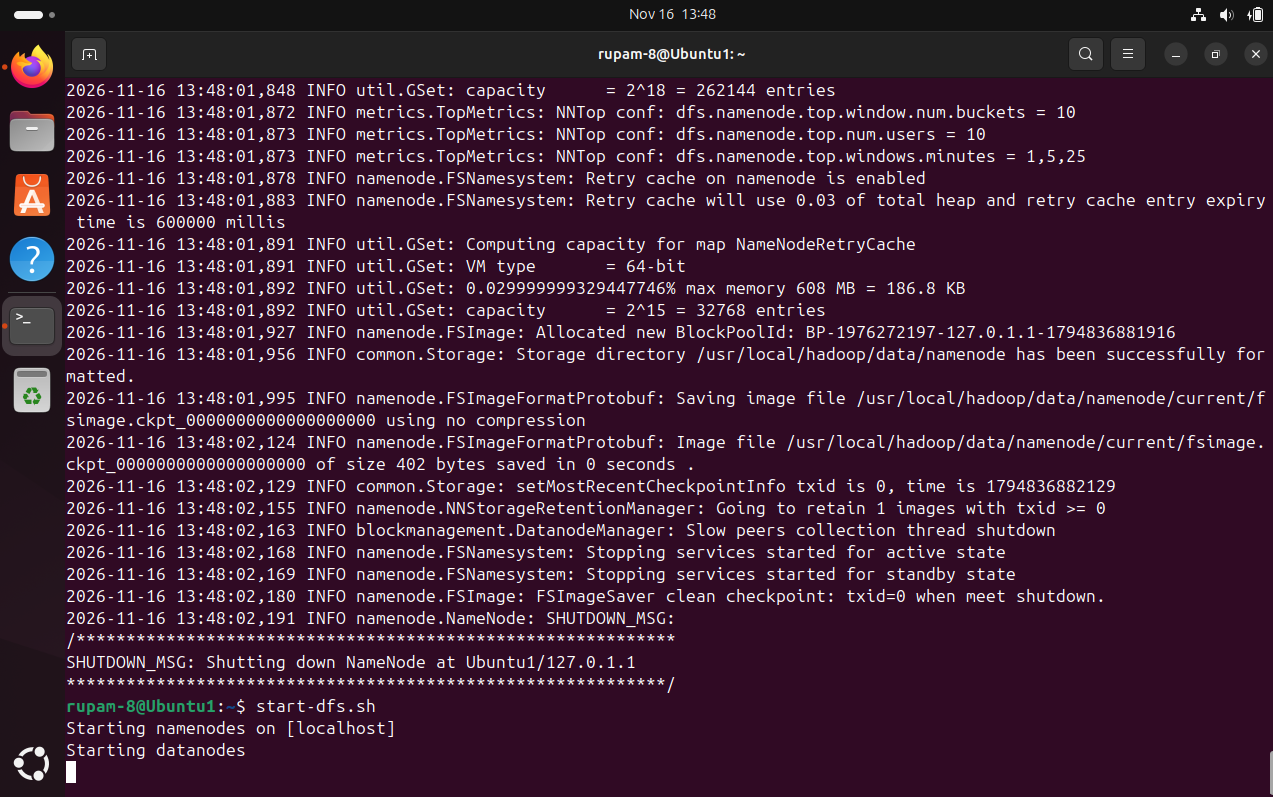 Nov 16 13:48
rupam-8@Ubuntu1: ~
2026-11-16 13:48:01,848 INFO util.GSet: capacity      = 2^18 = 262144 entries
2026-11-16 13:48:01,872 INFO metrics.TopMetrics: NNTop conf: dfs.namenode.top.window.num.buckets = 10
2026-11-16 13:48:01,873 INFO metrics.TopMetrics: NNTop conf: dfs.namenode.top.num.users = 10
2026-11-16 13:48:01,873 INFO metrics.TopMetrics: NNTop conf: dfs.namenode.top.windows.minutes = 1,5,25
2026-11-16 13:48:01,878 INFO namenode.FSNamesystem: Retry cache on namenode is enabled
2026-11-16 13:48:01,883 INFO namenode.FSNamesystem: Retry cache will use 0.03 of total heap and retry cache entry expiry
 time is 600000 millis
2026-11-16 13:48:01,891 INFO util.GSet: Computing capacity for map NameNodeRetryCache
2026-11-16 13:48:01,891 INFO util.GSet: VM type       = 64-bit
2026-11-16 13:48:01,892 INFO util.GSet: 0.029999999329447746% max memory 608 MB = 186.8 KB
2026-11-16 13:48:01,892 INFO util.GSet: capacity      = 2^15 = 32768 entries
2026-11-16 13:48:01,927 INFO namenode.FSImage: Allocated new BlockPoolId: BP-1976272197-127.0.1.1-1794836881916
2026-11-16 13:48:01,956 INFO common.Storage: Storage directory /usr/local/hadoop/data/namenode has been successfully for
matted.
2026-11-16 13:48:01,995 INFO namenode.FSImageFormatProtobuf: Saving image file /usr/local/hadoop/data/namenode/current/f
simage.ckpt_0000000000000000000 using no compression
2026-11-16 13:48:02,124 INFO namenode.FSImageFormatProtobuf: Image file /usr/local/hadoop/data/namenode/current/fsimage.
ckpt_0000000000000000000 of size 402 bytes saved in 0 seconds .
2026-11-16 13:48:02,129 INFO common.Storage: setMostRecentCheckpointInfo txid is 0, time is 1794836882129
2026-11-16 13:48:02,155 INFO namenode.NNStorageRetentionManager: Going to retain 1 images with txid >= 0
2026-11-16 13:48:02,163 INFO blockmanagement.DatanodeManager: Slow peers collection thread shutdown
2026-11-16 13:48:02,168 INFO namenode.FSNamesystem: Stopping services started for active state
2026-11-16 13:48:02,169 INFO namenode.FSNamesystem: Stopping services started for standby state
2026-11-16 13:48:02,180 INFO namenode.FSImage: FSImageSaver clean checkpoint: txid=0 when meet shutdown.
2026-11-16 13:48:02,191 INFO namenode.NameNode: SHUTDOWN_MSG:
/************************************************************
SHUTDOWN_MSG: Shutting down NameNode at Ubuntu1/127.0.1.1
************************************************************/
rupam-8@Ubuntu1:~$ start-dfs.sh
Starting namenodes on [localhost]
Starting datanodes